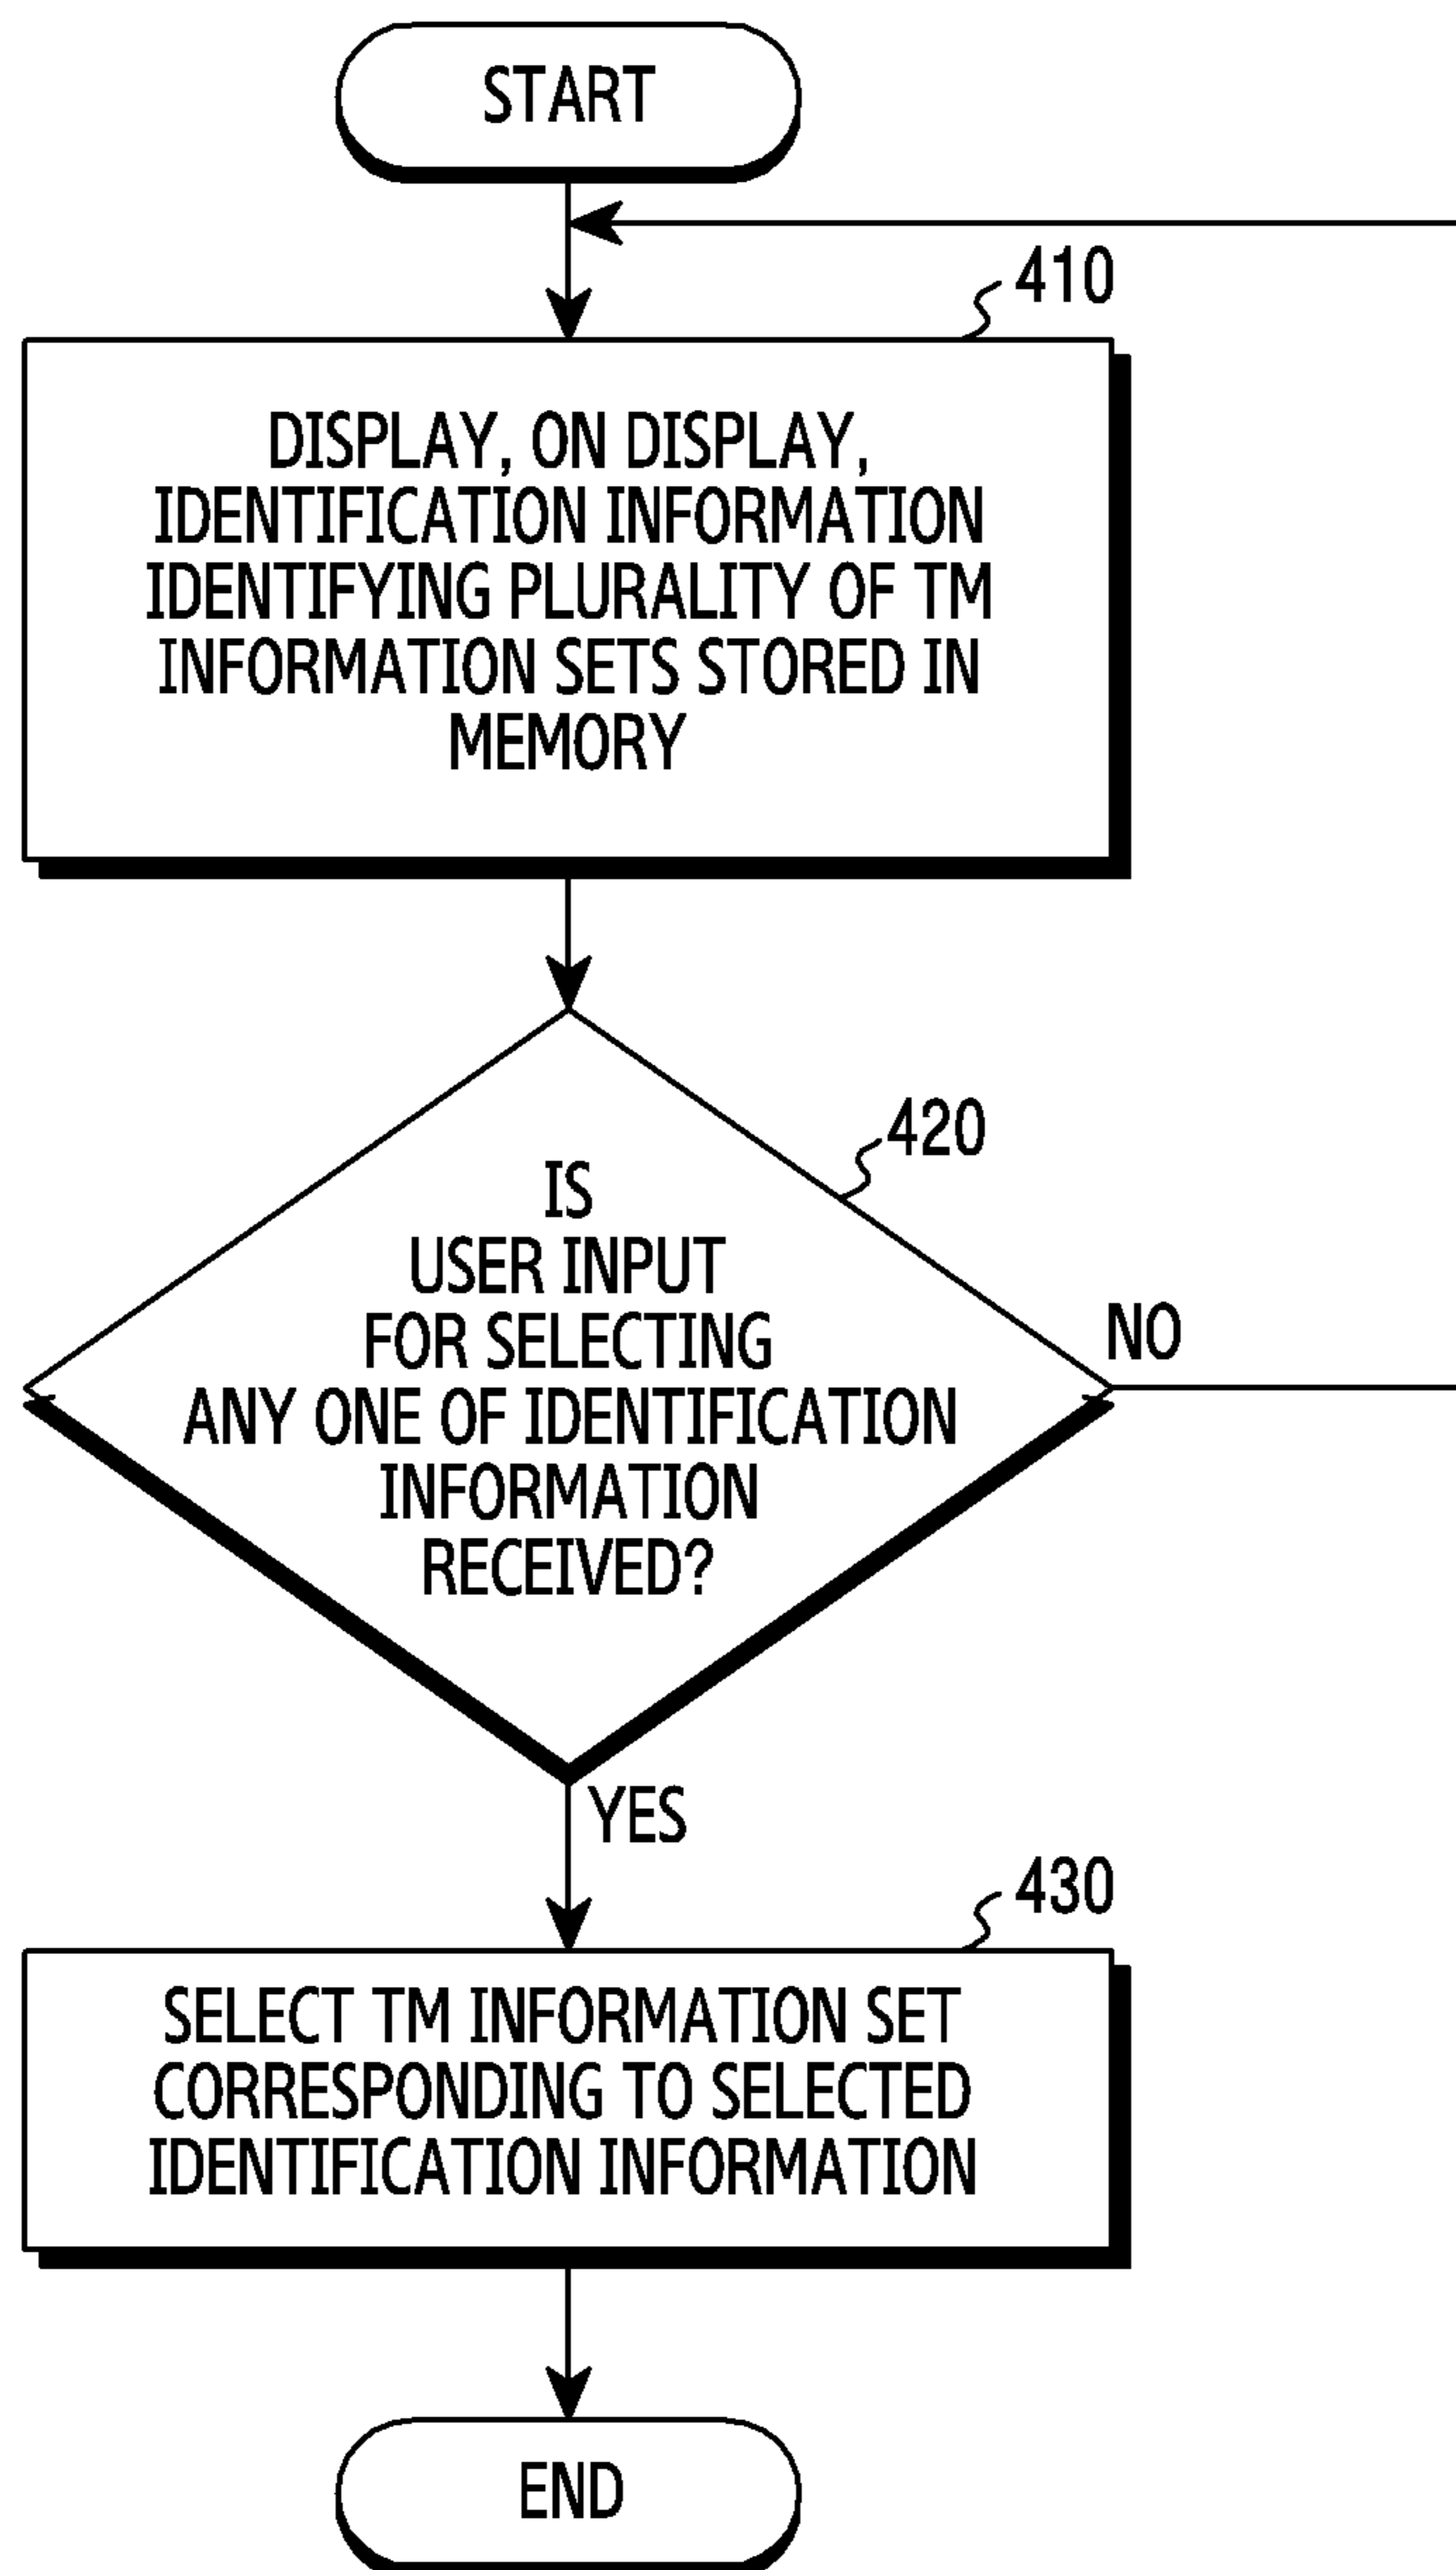 START
410
DISPLAY, ON DISPLAY,
IDENTIFICATION INFORMATION
IDENTIFYING PLURALITY OF TM
INFORMATION SETS STORED IN
MEMORY
420
IS
USER INPUT
FOR SELECTING
ANY ONE OF IDENTIFICATION
INFORMATION
RECEIVED?
NO
YES
430
SELECT TM INFORMATION SET
CORRESPONDING TO SELECTED
IDENTIFICATION INFORMATION
END